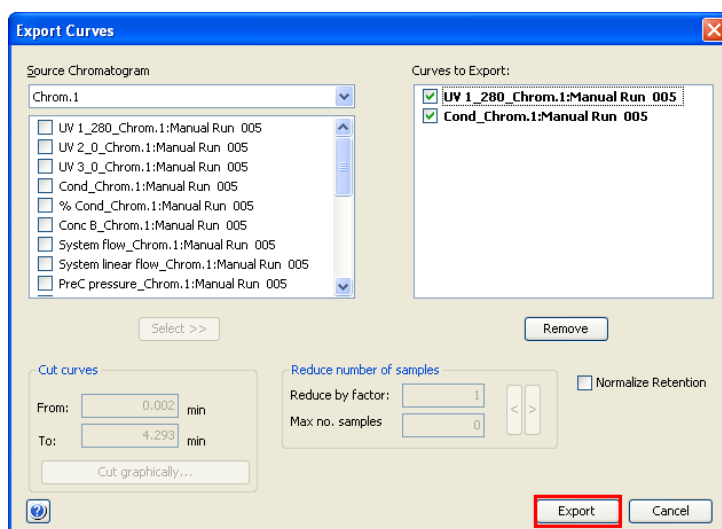 Export Curves
Source Chromatogram
Chrom.1
UV 1_280_Chrom.1:Manual Run 005
UV 2_0_Chrom.1:Manual Run 005
UV 3_0_Chrom.1:Manual Run 005
Cond_Chrom.1:Manual Run 005
% Cond_Chrom.1:Manual Run 005
Conc B_Chrom.1:Manual Run 005
System flow_Chrom.1:Manual Run 005
System linear flow_Chrom.1:Manual Run 005
PreC pressure_Chrom.1:Manual Run 005
Select >>
Curves to Export:
UV 1_280_Chrom.1:Manual Run 005
Cond_Chrom.1:Manual Run 005
Remove
Cut curves
From: 0.002 min
To: 4.293 min
Cut graphically...
Reduce number of samples
Reduce by factor: 1
Max no. samples 0
< >
Normalize Retention
?
Export
Cancel